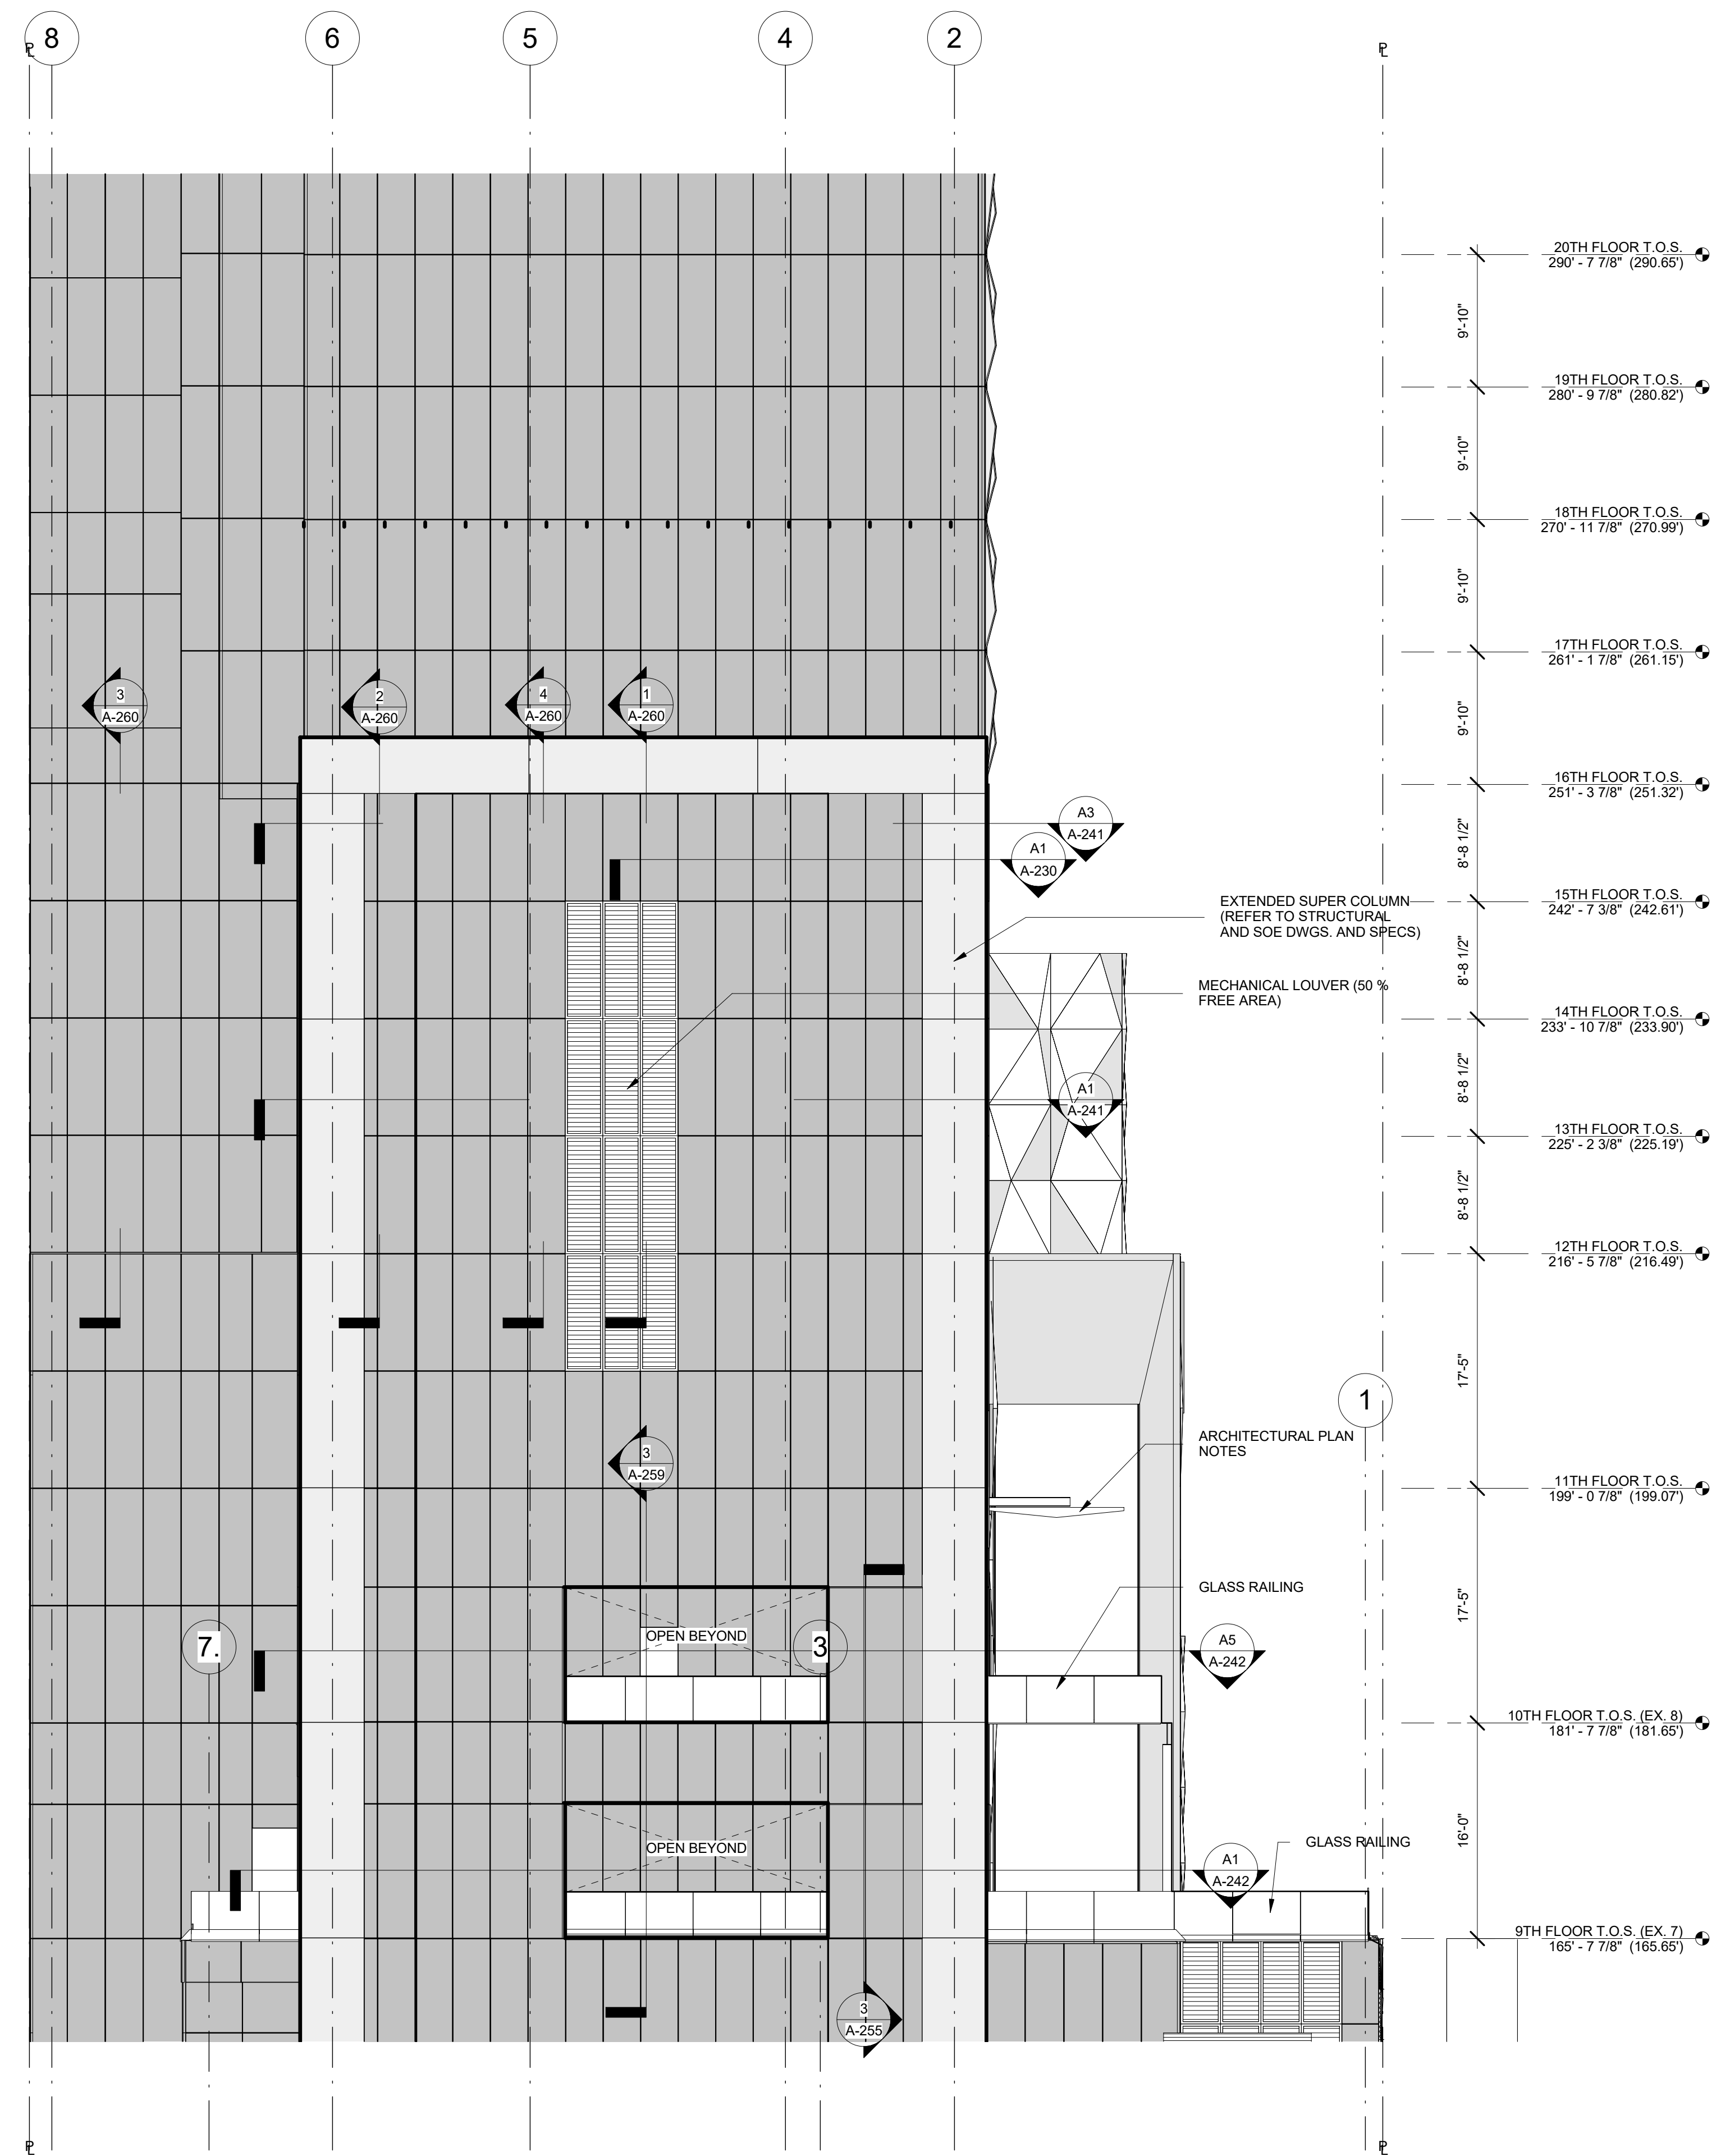 8
6
5
4
2
PL
PL
20TH FLOOR T.O.S.
290' - 7 7/8" (290.65')
9'-10"
19TH FLOOR T.O.S.
280' - 9 7/8" (280.82')
9'-10"
18TH FLOOR T.O.S.
270' - 11 7/8" (270.99')
9'-10"
17TH FLOOR T.O.S.
261' - 1 7/8" (261.15')
3
A-260
2
A-260
4
A-260
1
A-260
9'-10"
16TH FLOOR T.O.S.
251' - 3 7/8" (251.32')
A3
A-241
8'-8 1/2"
A1
A-230
15TH FLOOR T.O.S.
242' - 7 3/8" (242.61')
EXTENDED SUPER COLUMN
(REFER TO STRUCTURAL
AND SOE DWGS. AND SPECS)
8'-8 1/2"
MECHANICAL LOUVER (50 %
FREE AREA)
14TH FLOOR T.O.S.
233' - 10 7/8" (233.90')
8'-8 1/2"
A1
A-241
13TH FLOOR T.O.S.
225' - 2 3/8" (225.19')
8'-8 1/2"
12TH FLOOR T.O.S.
216' - 5 7/8" (216.49')
17'-5"
1
ARCHITECTURAL PLAN
NOTES
3
A-259
11TH FLOOR T.O.S.
199' - 0 7/8" (199.07')
GLASS RAILING
17'-5"
OPEN BEYOND
7.
3
A5
A-242
10TH FLOOR T.O.S. (EX. 8)
181' - 7 7/8" (181.65')
16'-0"
GLASS RAILING
OPEN BEYOND
A1
A-242
9TH FLOOR T.O.S. (EX. 7)
165' - 7 7/8" (165.65')
3
A-255
PL
PL